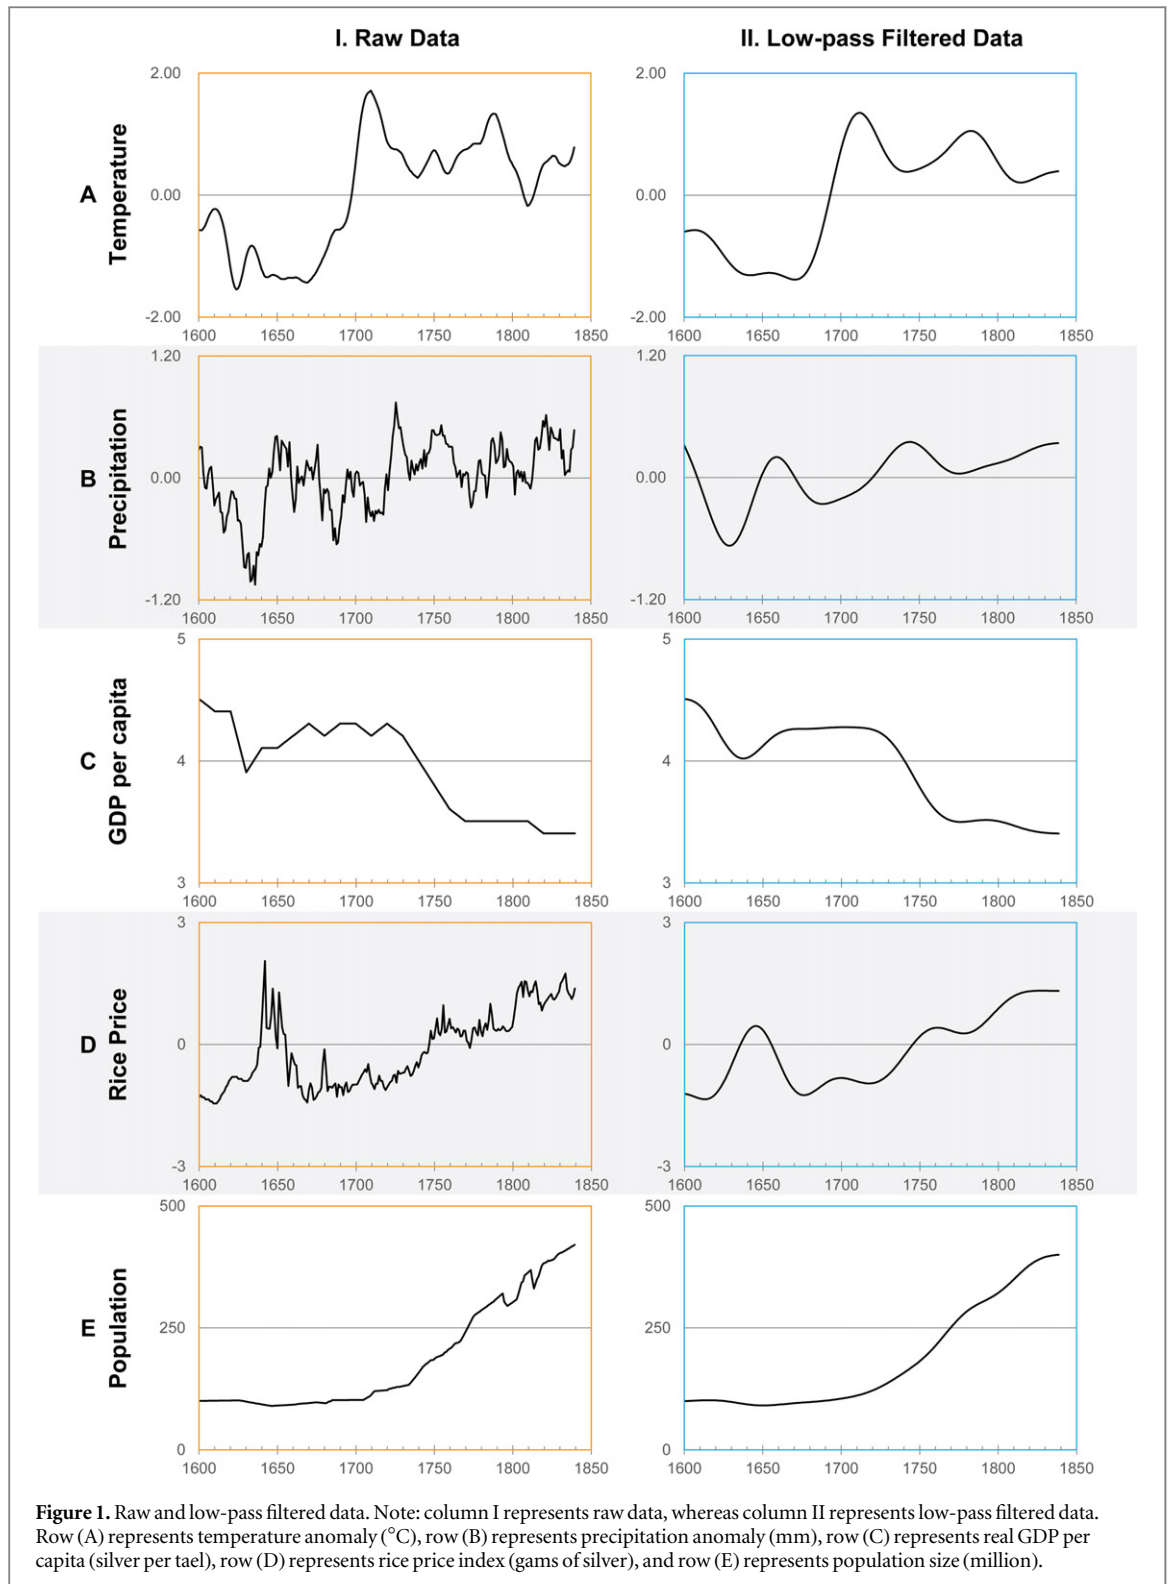 I. Raw Data
II. Low-pass Filtered Data
A
Temperature
2.00
0.00
-2.00
1600 1650 1700 1750 1800 1850
2.00
0.00
-2.00
1600 1650 1700 1750 1800 1850
B
Precipitation
1.20
0.00
-1.20
1600 1650 1700 1750 1800 1850
1.20
0.00
-1.20
1600 1650 1700 1750 1800 1850
C
GDP per capita
5
4
3
1600 1650 1700 1750 1800 1850
5
4
3
1600 1650 1700 1750 1800 1850
D
Rice Price
3
0
-3
1600 1650 1700 1750 1800 1850
3
0
-3
1600 1650 1700 1750 1800 1850
E
Population
500
250
0
1600 1650 1700 1750 1800 1850
500
250
0
1600 1650 1700 1750 1800 1850
Figure 1. Raw and low-pass filtered data. Note: column I represents raw data, whereas column II represents low-pass filtered data.
Row (A) represents temperature anomaly (°C), row (B) represents precipitation anomaly (mm), row (C) represents real GDP per
capita (silver per tael), row (D) represents rice price index (gams of silver), and row (E) represents population size (million).